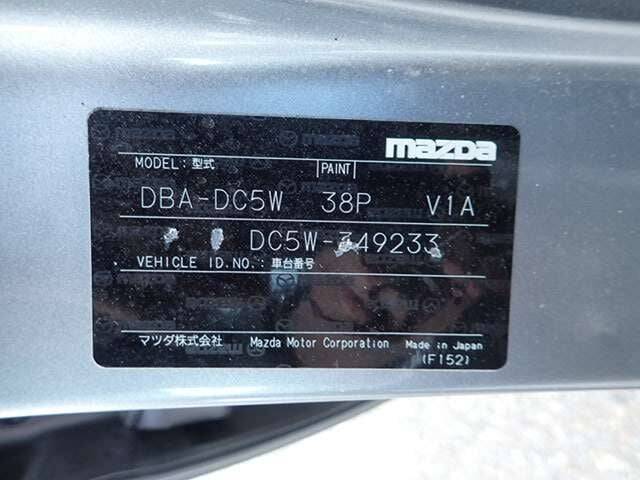 mazda
MODEL:型式 PAINT
DBA-DC5W 38P V1A
DC5W-349233
VEHICLE ID.NO.:車台番号
マツダ株式会社 Mazda Motor Corporation Made in Japan
(F152)